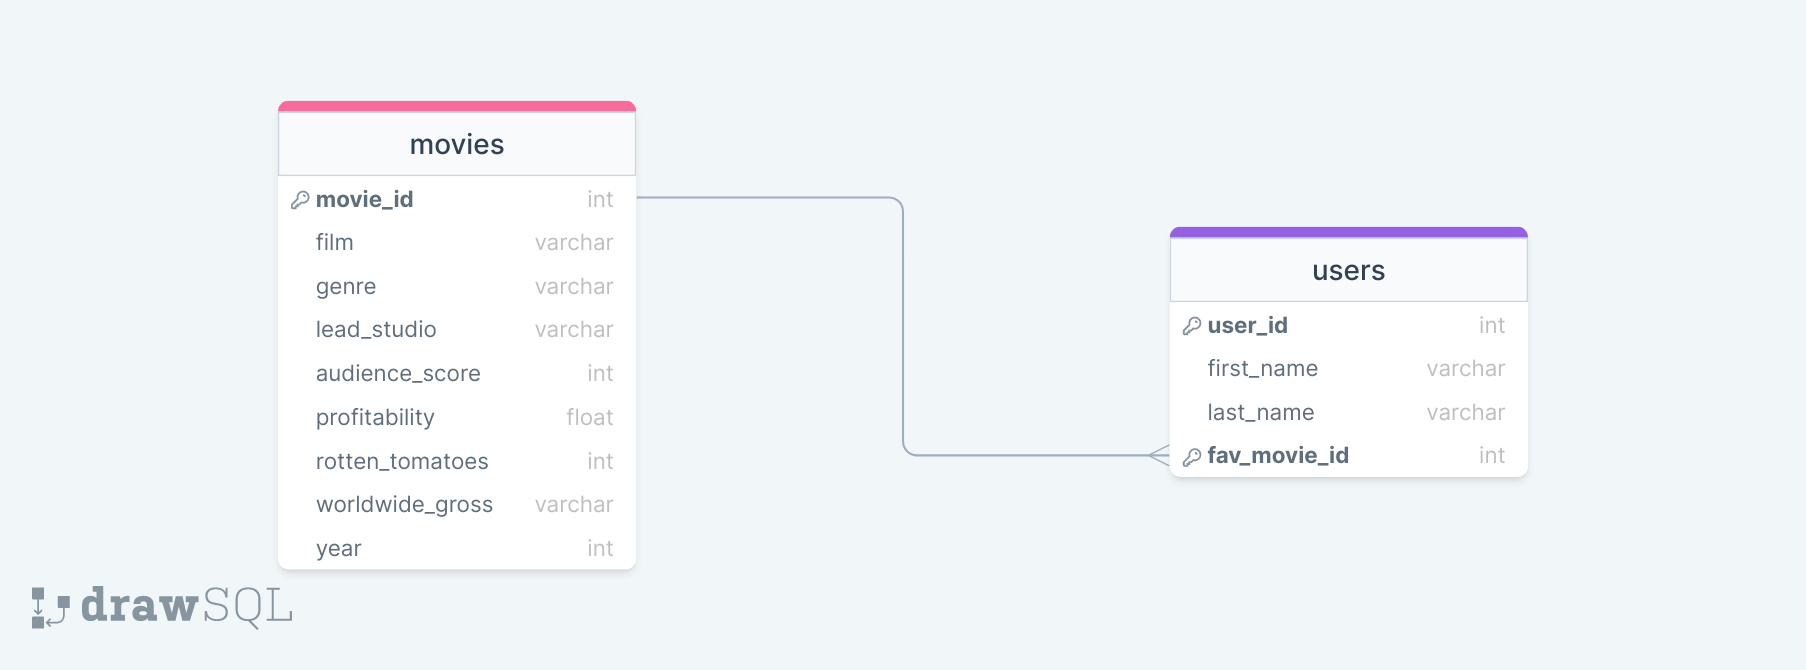 movies
movie_id int
film varchar
genre varchar
lead_studio varchar
audience_score int
profitability float
rotten_tomatoes int
worldwide_gross varchar
year int
users
user_id int
first_name varchar
last_name varchar
fav_movie_id int
drawSQL